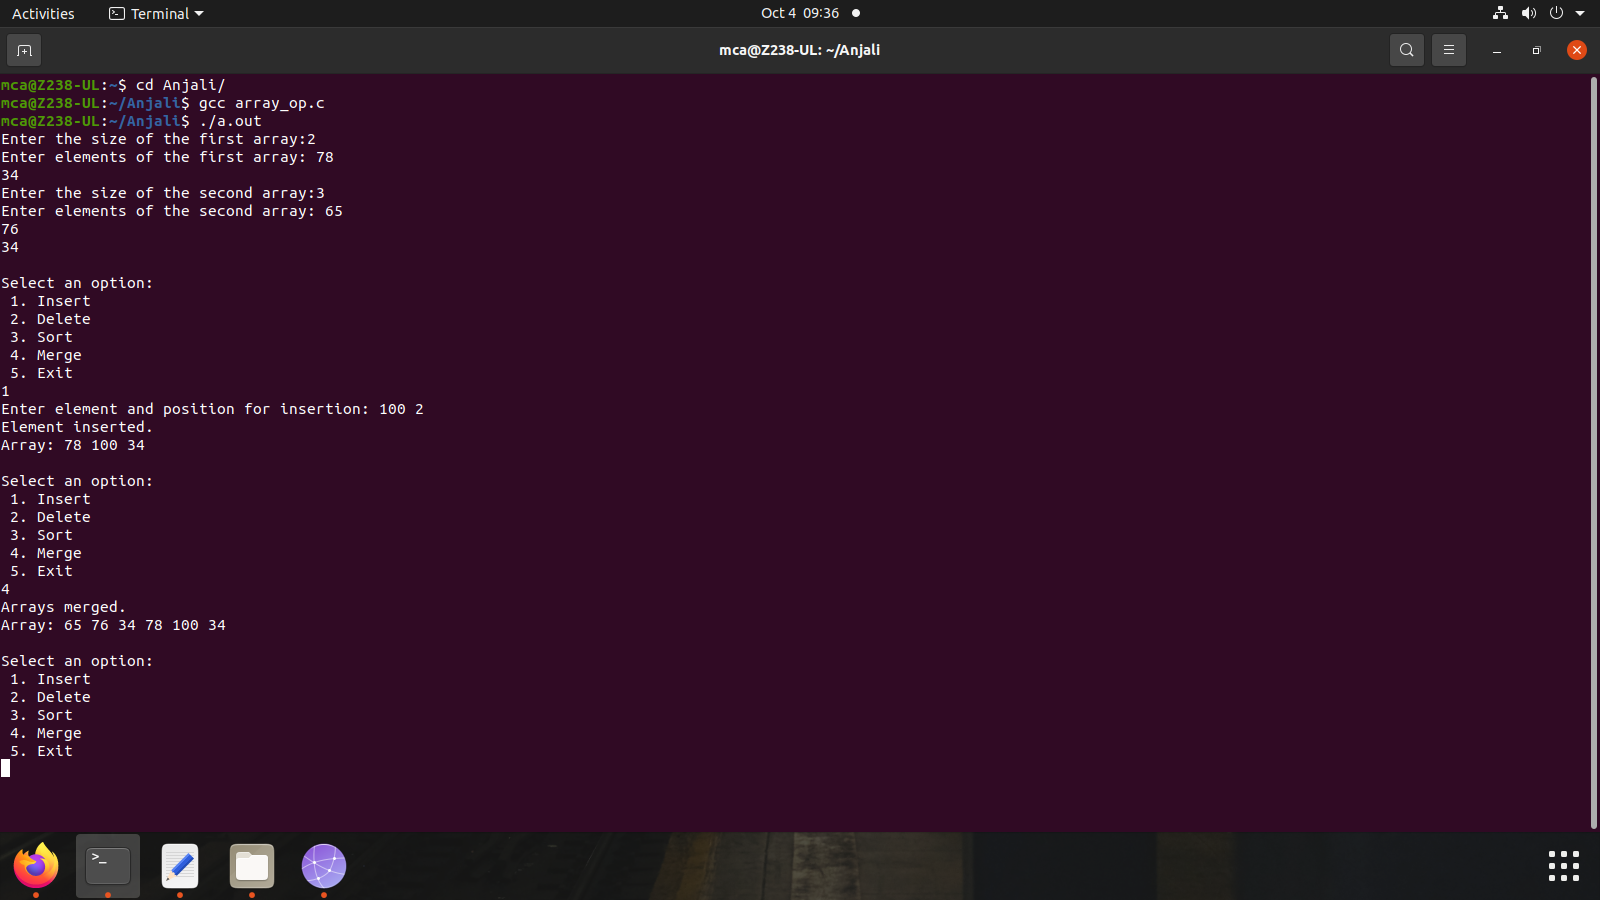 Activities Terminal Oct 4 09:36
mca@Z238-UL: ~/Anjali
mca@Z238-UL:~$ cd Anjali/
mca@Z238-UL:~/Anjali$ gcc array_op.c
mca@Z238-UL:~/Anjali$ ./a.out
Enter the size of the first array:2
Enter elements of the first array: 78
34
Enter the size of the second array:3
Enter elements of the second array: 65
76
34

Select an option:
 1. Insert
 2. Delete
 3. Sort
 4. Merge
 5. Exit
1
Enter element and position for insertion: 100 2
Element inserted.
Array: 78 100 34

Select an option:
 1. Insert
 2. Delete
 3. Sort
 4. Merge
 5. Exit
4
Arrays merged.
Array: 65 76 34 78 100 34

Select an option:
 1. Insert
 2. Delete
 3. Sort
 4. Merge
 5. Exit